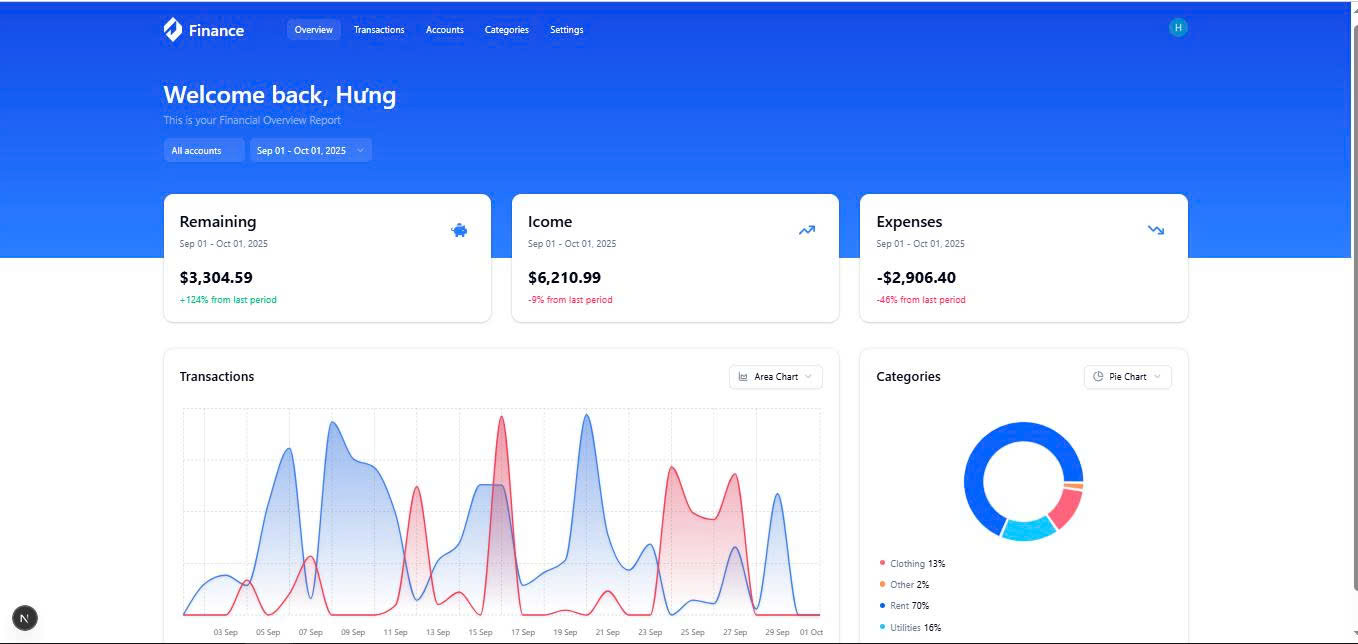 Finance Overview Transactions Accounts Categories Settings H
Welcome back, Hưng
This is your Financial Overview Report
All accounts Sep 01 - Oct 01, 2025
Remaining
Sep 01 - Oct 01, 2025
$3,304.59
+124% from last period
Icome
Sep 01 - Oct 01, 2025
$6,210.99
-9% from last period
Expenses
Sep 01 - Oct 01, 2025
-$2,906.40
-46% from last period
Transactions Area Chart
03 Sep 05 Sep 07 Sep 09 Sep 11 Sep 13 Sep 15 Sep 17 Sep 19 Sep 21 Sep 23 Sep 25 Sep 27 Sep 29 Sep 01 Oct
Categories Pie Chart
Clothing 13%
Other 2%
Rent 70%
Utilities 16%
N